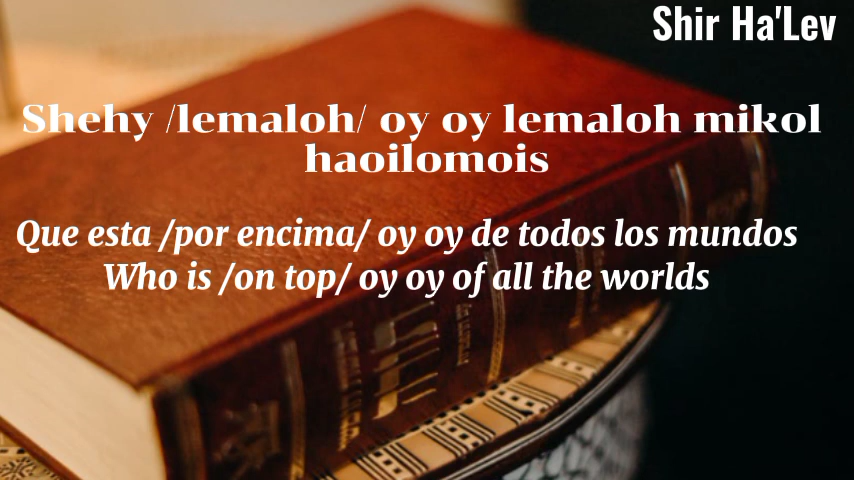 Shir Ha'Lev
Shehy /lemaloh/ oy oy lemaloh mikol
haoilomois
Que esta /por encima/ oy oy de todos los mundos
Who is /on top/ oy oy of all the worlds